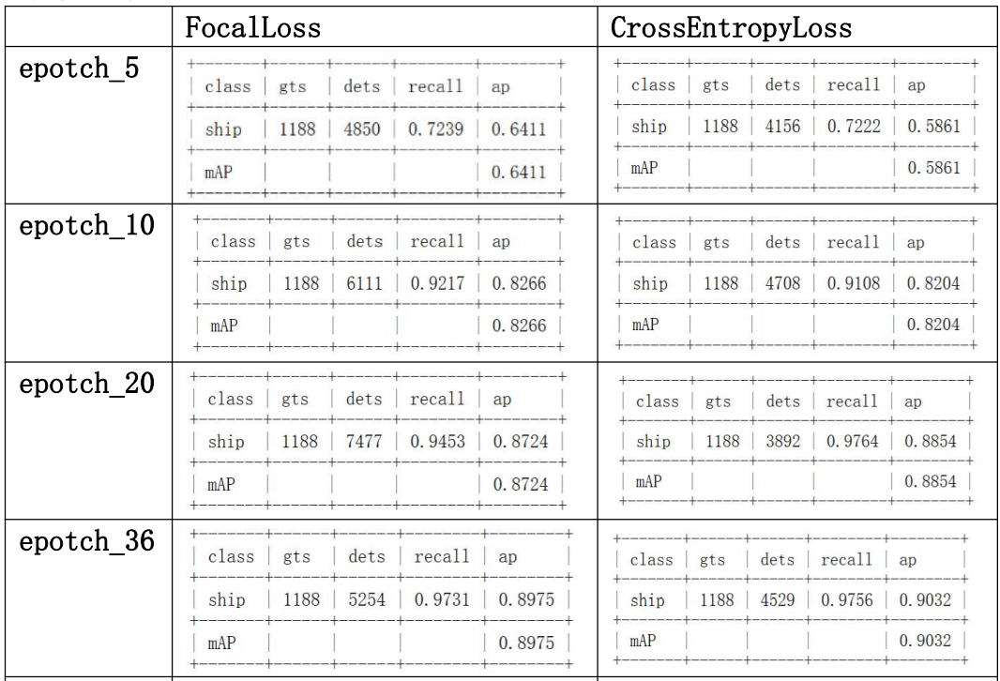 FocalLoss CrossEntropyLoss
epotch_5
class gts dets recall ap
ship 1188 4850 0.7239 0.6411
mAP 0.6411
class gts dets recall ap
ship 1188 4156 0.7222 0.5861
mAP 0.5861
epotch_10
class gts dets recall ap
ship 1188 6111 0.9217 0.8266
mAP 0.8266
class gts dets recall ap
ship 1188 4708 0.9108 0.8204
mAP 0.8204
epotch_20
class gts dets recall ap
ship 1188 7477 0.9453 0.8724
mAP 0.8724
class gts dets recall ap
ship 1188 3892 0.9764 0.8854
mAP 0.8854
epotch_36
class gts dets recall ap
ship 1188 5254 0.9731 0.8975
mAP 0.8975
class gts dets recall ap
ship 1188 4529 0.9756 0.9032
mAP 0.9032